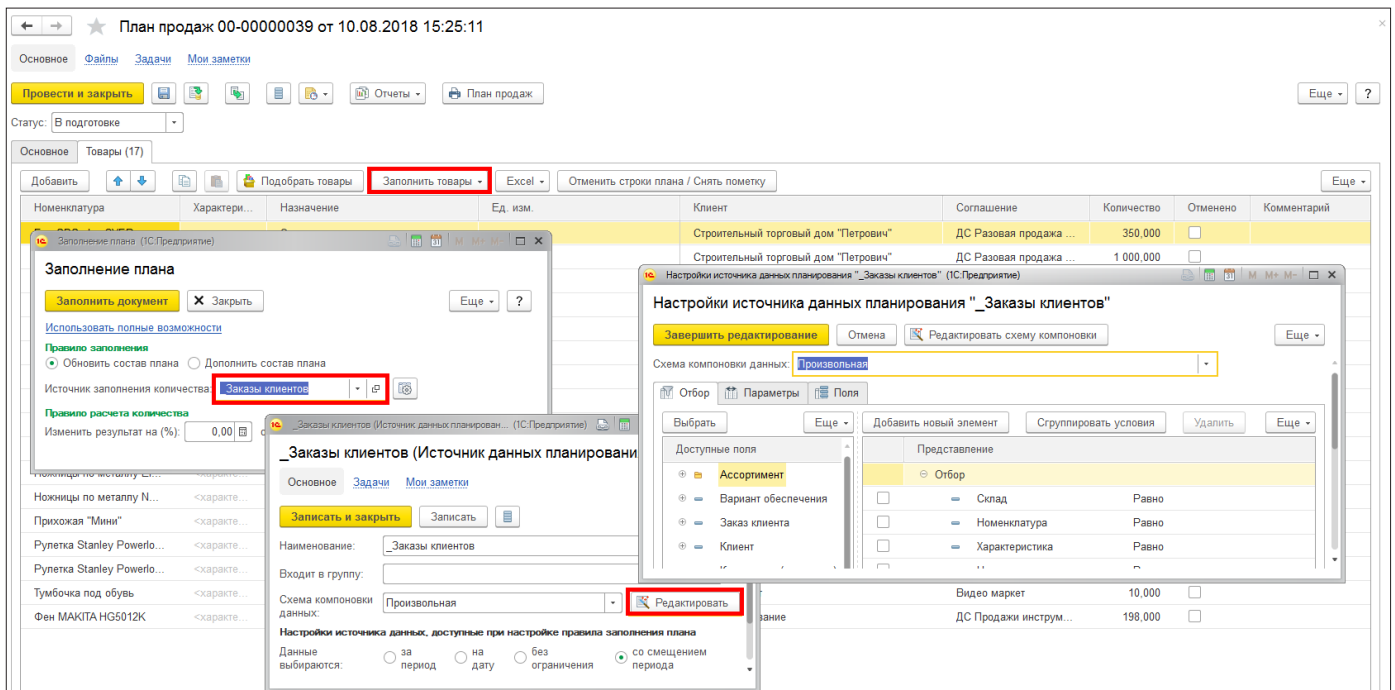 План продаж 00-00000039 от 10.08.2018 15:25:11
Основное Файлы Задачи Мои заметки
Провести и закрыть Отчеты План продаж Еще ?
Статус: В подготовке
Основное Товары (17)
Добавить Подобрать товары Заполнить товары Excel Отменить строки плана / Снять пометку Еще
Номенклатура Характери... Назначение Ед. изм. Клиент Соглашение Количество Отменено Комментарий
Строительный торговый дом "Петрович" ДС Разовая продажа ... 350,000
Строительный торговый дом "Петрович" ДС Разовая продажа ... 1 000,000
Заполнение плана (1С:Предприятие) M M+ M-
Заполнение плана
Заполнить документ Закрыть Еще ?
Использовать полные возможности
Правило заполнения
Обновить состав плана Дополнить состав плана
Источник заполнения количества: _Заказы клиентов
Правило расчета количества
Изменить результат на (%): 0,00
Настройки источника данных планирования "_Заказы клиентов" (1С:Предприятие) M M+ M-
Настройки источника данных планирования "_Заказы клиентов"
Завершить редактирование Отмена Редактировать схему компоновки Еще
Схема компоновки данных: Произвольная
Отбор Параметры Поля
Выбрать Еще Добавить новый элемент Сгруппировать условия Удалить Еще
Доступные поля Представление
Ассортимент Отбор
Вариант обеспечения Склад Равно
Заказ клиента Номенклатура Равно
Клиент Характеристика Равно
_Заказы клиентов (Источник данных планирован... (1С:Предприятие)
_Заказы клиентов (Источник данных планировани
Основное Задачи Мои заметки
Записать и закрыть Записать
Наименование: _Заказы клиентов
Входит в группу:
Схема компоновки данных: Произвольная Редактировать
Настройки источника данных, доступные при настройке правила заполнения плана
Данные выбираются: за период на дату без ограничения со смещением периода
Ножницы по металлу N... <характе...
Прихожая "Мини" <характе...
Рулетка Stanley Powerlo... <характе...
Рулетка Stanley Powerlo... <характе...
Тумбочка под обувь <характе... Видео маркет 10,000
Фен MAKITA HG5012K <характе... вание ДС Продажи инструм... 198,000